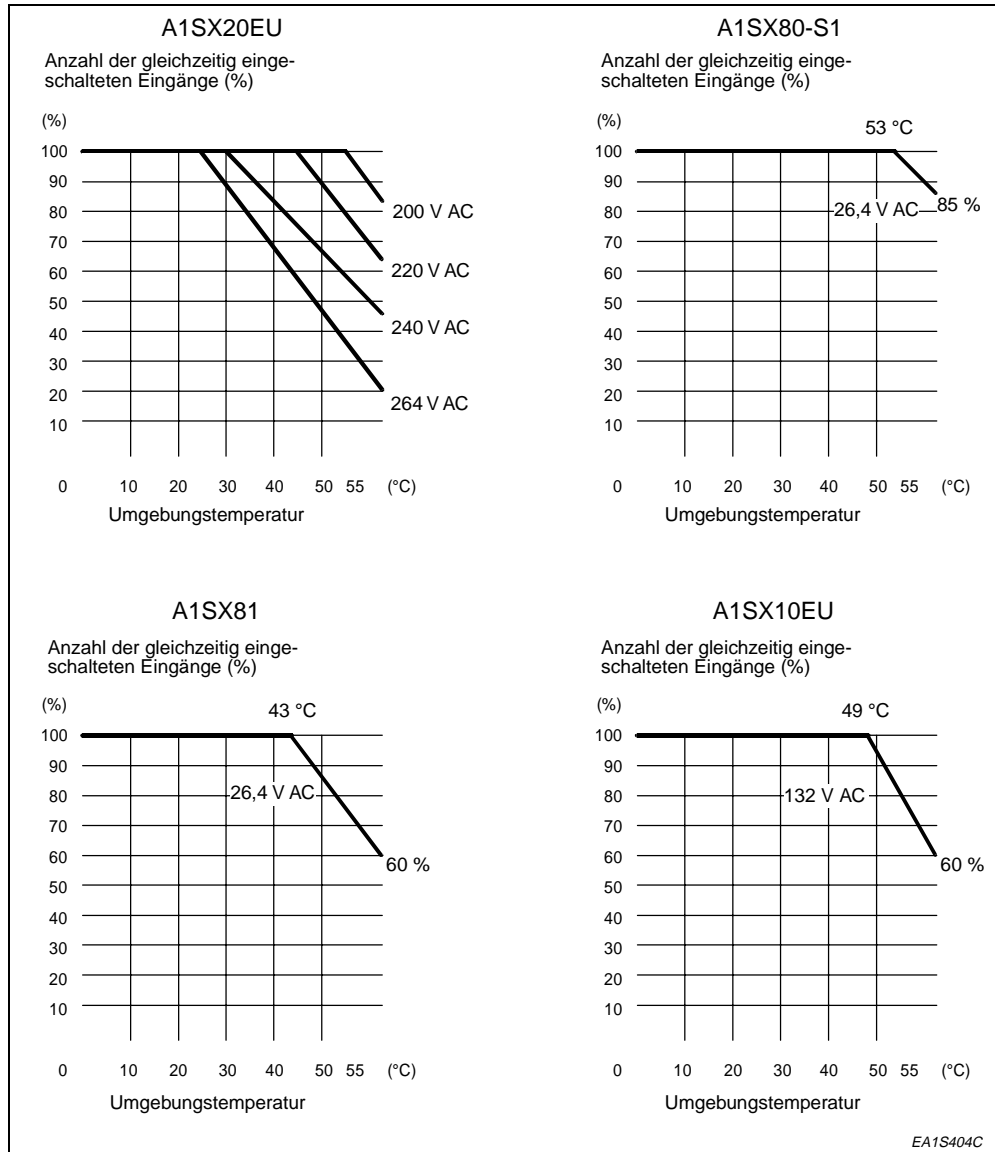 A1SX20EU
Anzahl der gleichzeitig einge-
schalteten Eingänge (%)
(%)
100
90
80
70
60
50
40
30
20
10
200 V AC
220 V AC
240 V AC
264 V AC
0 10 20 30 40 50 55 (°C)
Umgebungstemperatur
A1SX80-S1
Anzahl der gleichzeitig einge-
schalteten Eingänge (%)
(%)
53 °C
100
90
80
70
60
50
40
30
20
10
26,4 V AC
85 %
0 10 20 30 40 50 55 (°C)
Umgebungstemperatur
A1SX81
Anzahl der gleichzeitig einge-
schalteten Eingänge (%)
(%)
43 °C
100
90
80
70
60
50
40
30
20
10
26,4 V AC
60 %
0 10 20 30 40 50 55 (°C)
Umgebungstemperatur
A1SX10EU
Anzahl der gleichzeitig einge-
schalteten Eingänge (%)
(%)
49 °C
100
90
80
70
60
50
40
30
20
10
132 V AC
60 %
0 10 20 30 40 50 55 (°C)
Umgebungstemperatur
EA1S404C